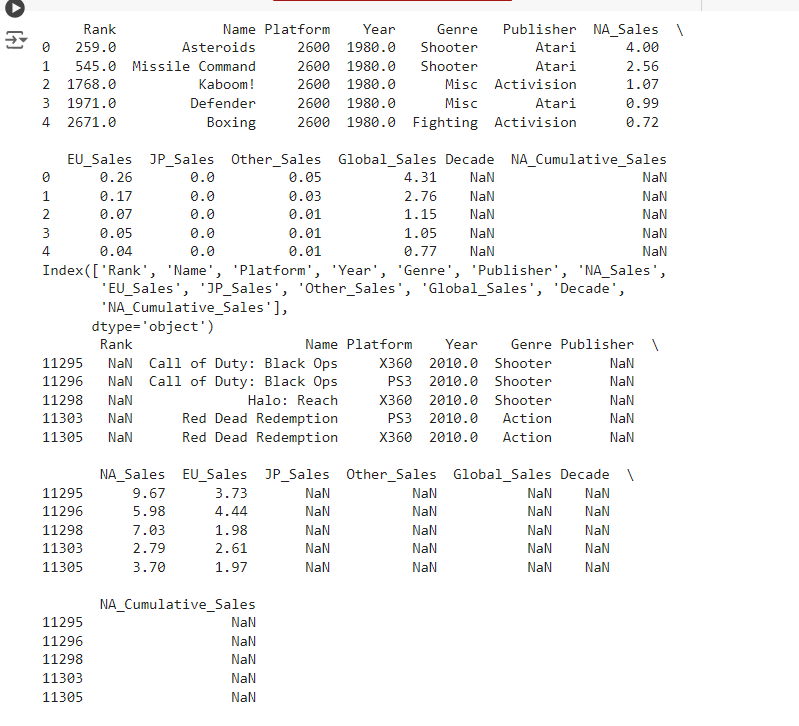 Rank             Name Platform    Year     Genre   Publisher  NA_Sales  \
0   259.0        Asteroids     2600  1980.0   Shooter       Atari      4.00
1   545.0  Missile Command     2600  1980.0   Shooter       Atari      2.56
2  1768.0          Kaboom!     2600  1980.0      Misc  Activision      1.07
3  1971.0         Defender     2600  1980.0      Misc       Atari      0.99
4  2671.0           Boxing     2600  1980.0  Fighting  Activision      0.72

   EU_Sales  JP_Sales  Other_Sales  Global_Sales Decade  NA_Cumulative_Sales
0      0.26       0.0         0.05          4.31    NaN                  NaN
1      0.17       0.0         0.03          2.76    NaN                  NaN
2      0.07       0.0         0.01          1.15    NaN                  NaN
3      0.05       0.0         0.01          1.05    NaN                  NaN
4      0.04       0.0         0.01          0.77    NaN                  NaN
Index(['Rank', 'Name', 'Platform', 'Year', 'Genre', 'Publisher', 'NA_Sales',
       'EU_Sales', 'JP_Sales', 'Other_Sales', 'Global_Sales', 'Decade',
       'NA_Cumulative_Sales'],
      dtype='object')
       Rank                     Name Platform    Year    Genre Publisher  \
11295   NaN  Call of Duty: Black Ops     X360  2010.0  Shooter       NaN
11296   NaN  Call of Duty: Black Ops      PS3  2010.0  Shooter       NaN
11298   NaN              Halo: Reach     X360  2010.0  Shooter       NaN
11303   NaN      Red Dead Redemption      PS3  2010.0   Action       NaN
11305   NaN      Red Dead Redemption     X360  2010.0   Action       NaN

       NA_Sales  EU_Sales  JP_Sales  Other_Sales  Global_Sales Decade  \
11295      9.67      3.73       NaN          NaN           NaN    NaN
11296      5.98      4.44       NaN          NaN           NaN    NaN
11298      7.03      1.98       NaN          NaN           NaN    NaN
11303      2.79      2.61       NaN          NaN           NaN    NaN
11305      3.70      1.97       NaN          NaN           NaN    NaN

       NA_Cumulative_Sales
11295                  NaN
11296                  NaN
11298                  NaN
11303                  NaN
11305                  NaN